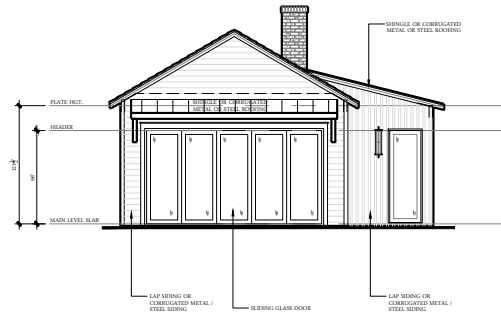 SHINGLE OR CORRUGATED
METAL OR STEEL ROOFING
PLATE HGT.
SHINGLE OR CORRUGATED
METAL OR STEEL ROOFING
HEADER
MAIN LEVEL SLAB
LAP SIDING OR
CORRUGATED METAL /
STEEL SIDING
SLIDING GLASS DOOR
LAP SIDING OR
CORRUGATED METAL /
STEEL SIDING